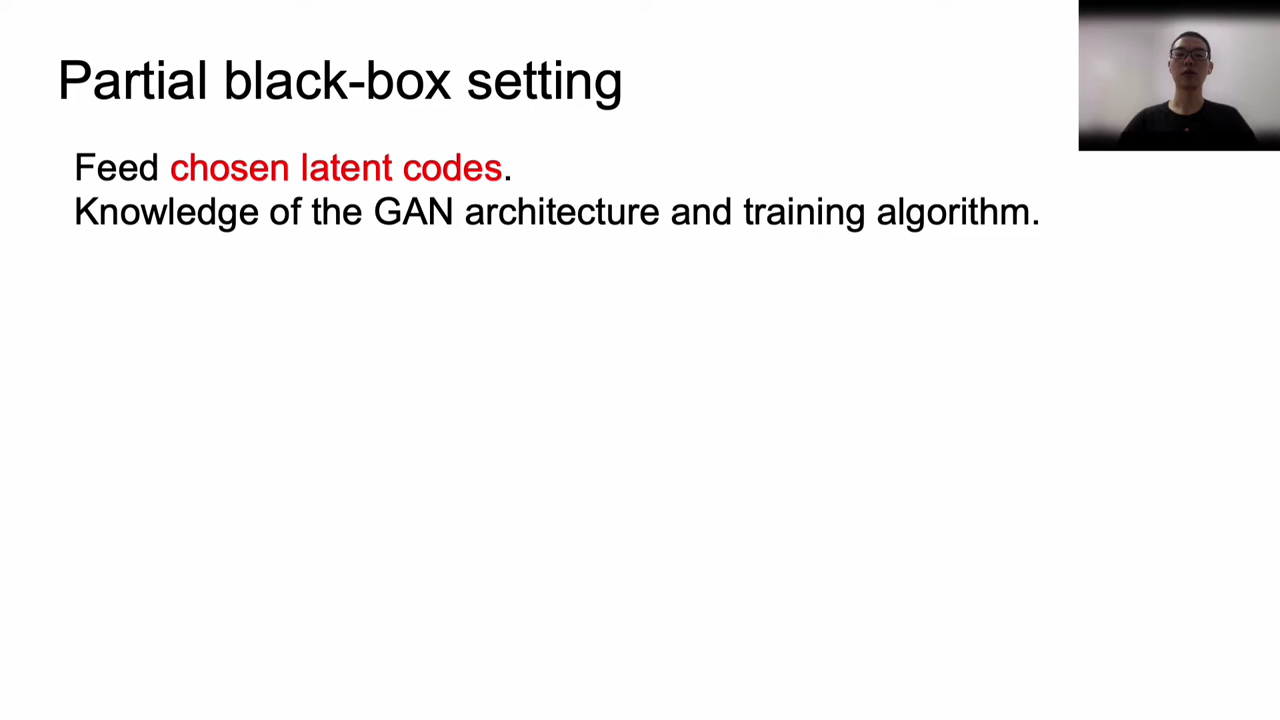 Partial black-box setting
Feed chosen latent codes.
Knowledge of the GAN architecture and training algorithm.